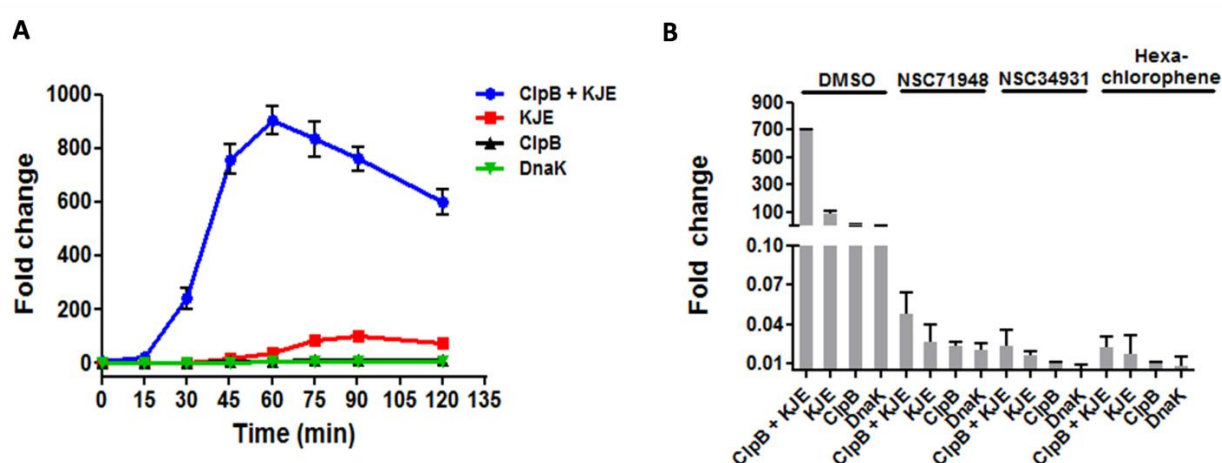 A
Fold change
1000
800
600
400
200
0
0 15 30 45 60 75 90 105 120 135
Time (min)
ClpB + KJE
KJE
ClpB
DnaK
B
DMSO NSC71948 NSC34931 Hexa-
chlorophene
Fold change
900
700
500
300
100
0.10
0.07
0.04
0.01
ClpB + KJE
KJE
ClpB
DnaK
ClpB + KJE
KJE
ClpB
DnaK
ClpB + KJE
KJE
ClpB
DnaK
ClpB + KJE
KJE
ClpB
DnaK